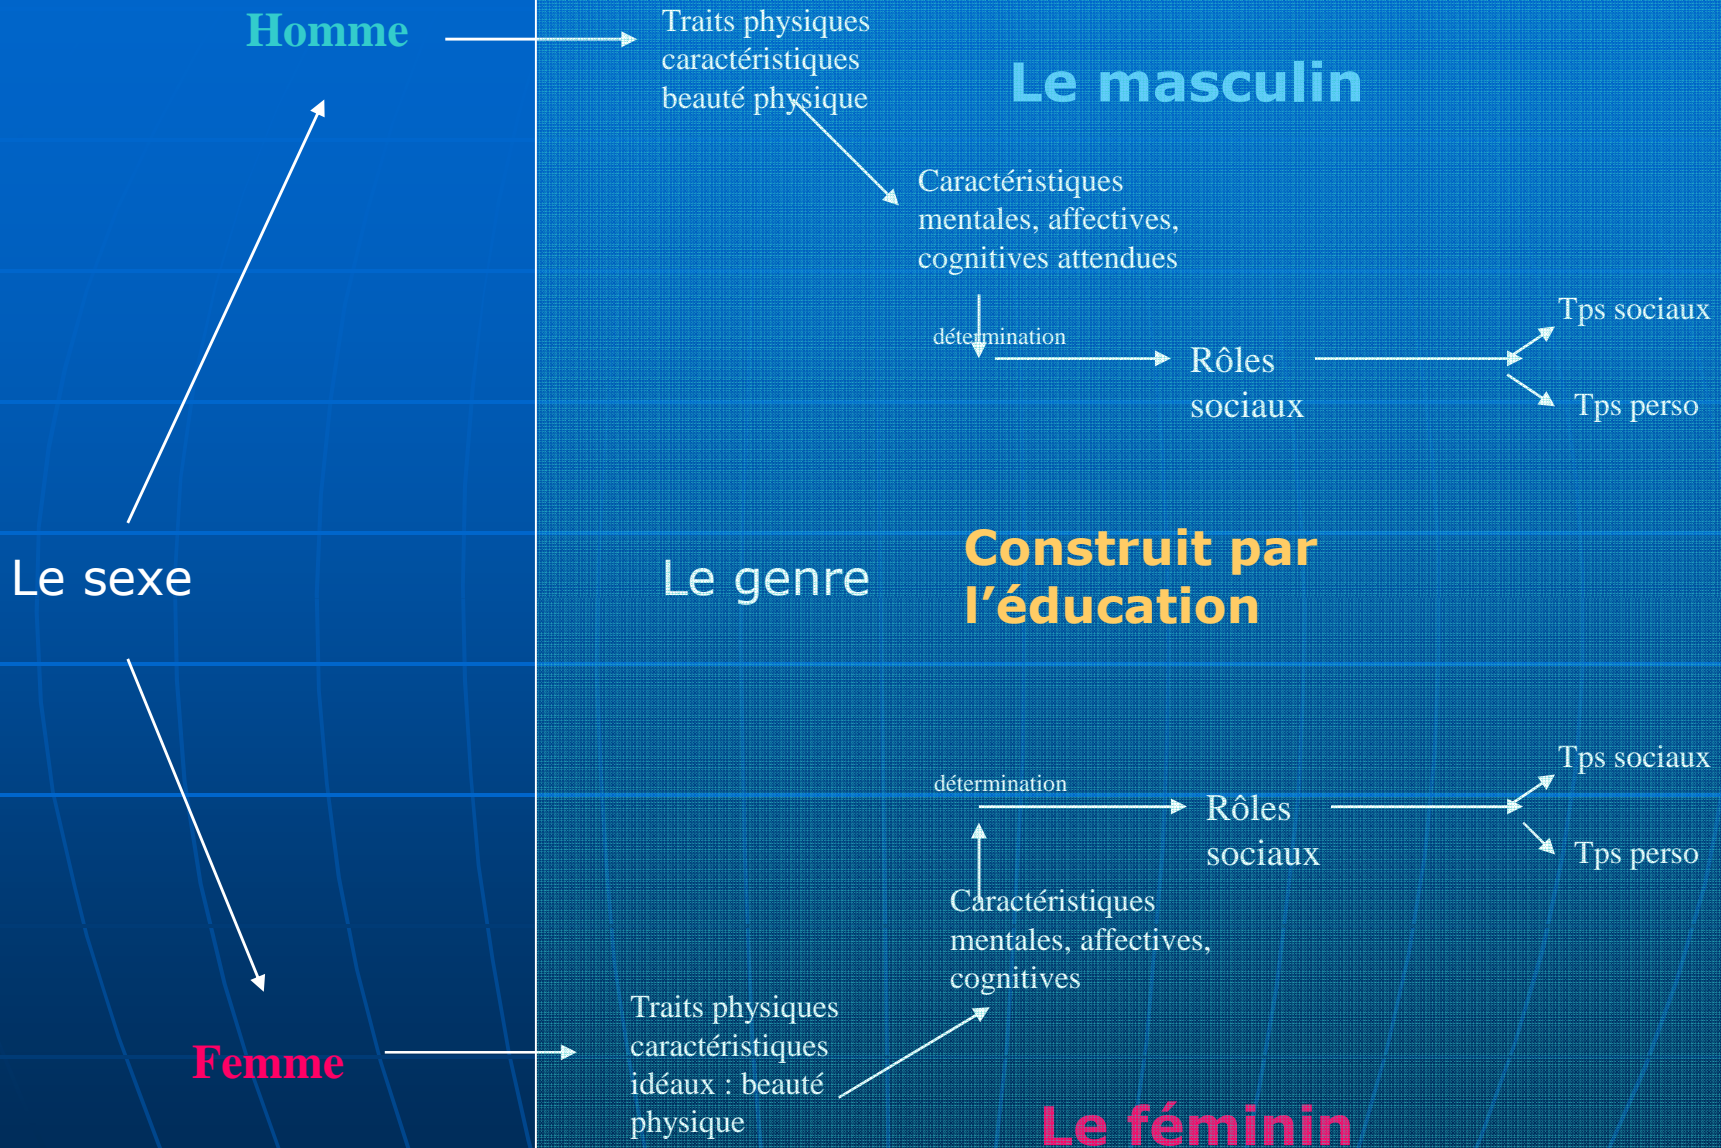 Homme
Traits physiques
caractéristiques
beauté physique
Le masculin
Caractéristiques
mentales, affectives,
cognitives attendues
détermination
Rôles
sociaux
Tps sociaux
Tps perso
Le sexe
Le genre
Construit par
l’éducation
détermination
Rôles
sociaux
Tps sociaux
Tps perso
Caractéristiques
mentales, affectives,
cognitives
Femme
Traits physiques
caractéristiques
idéaux : beauté
physique
Le féminin